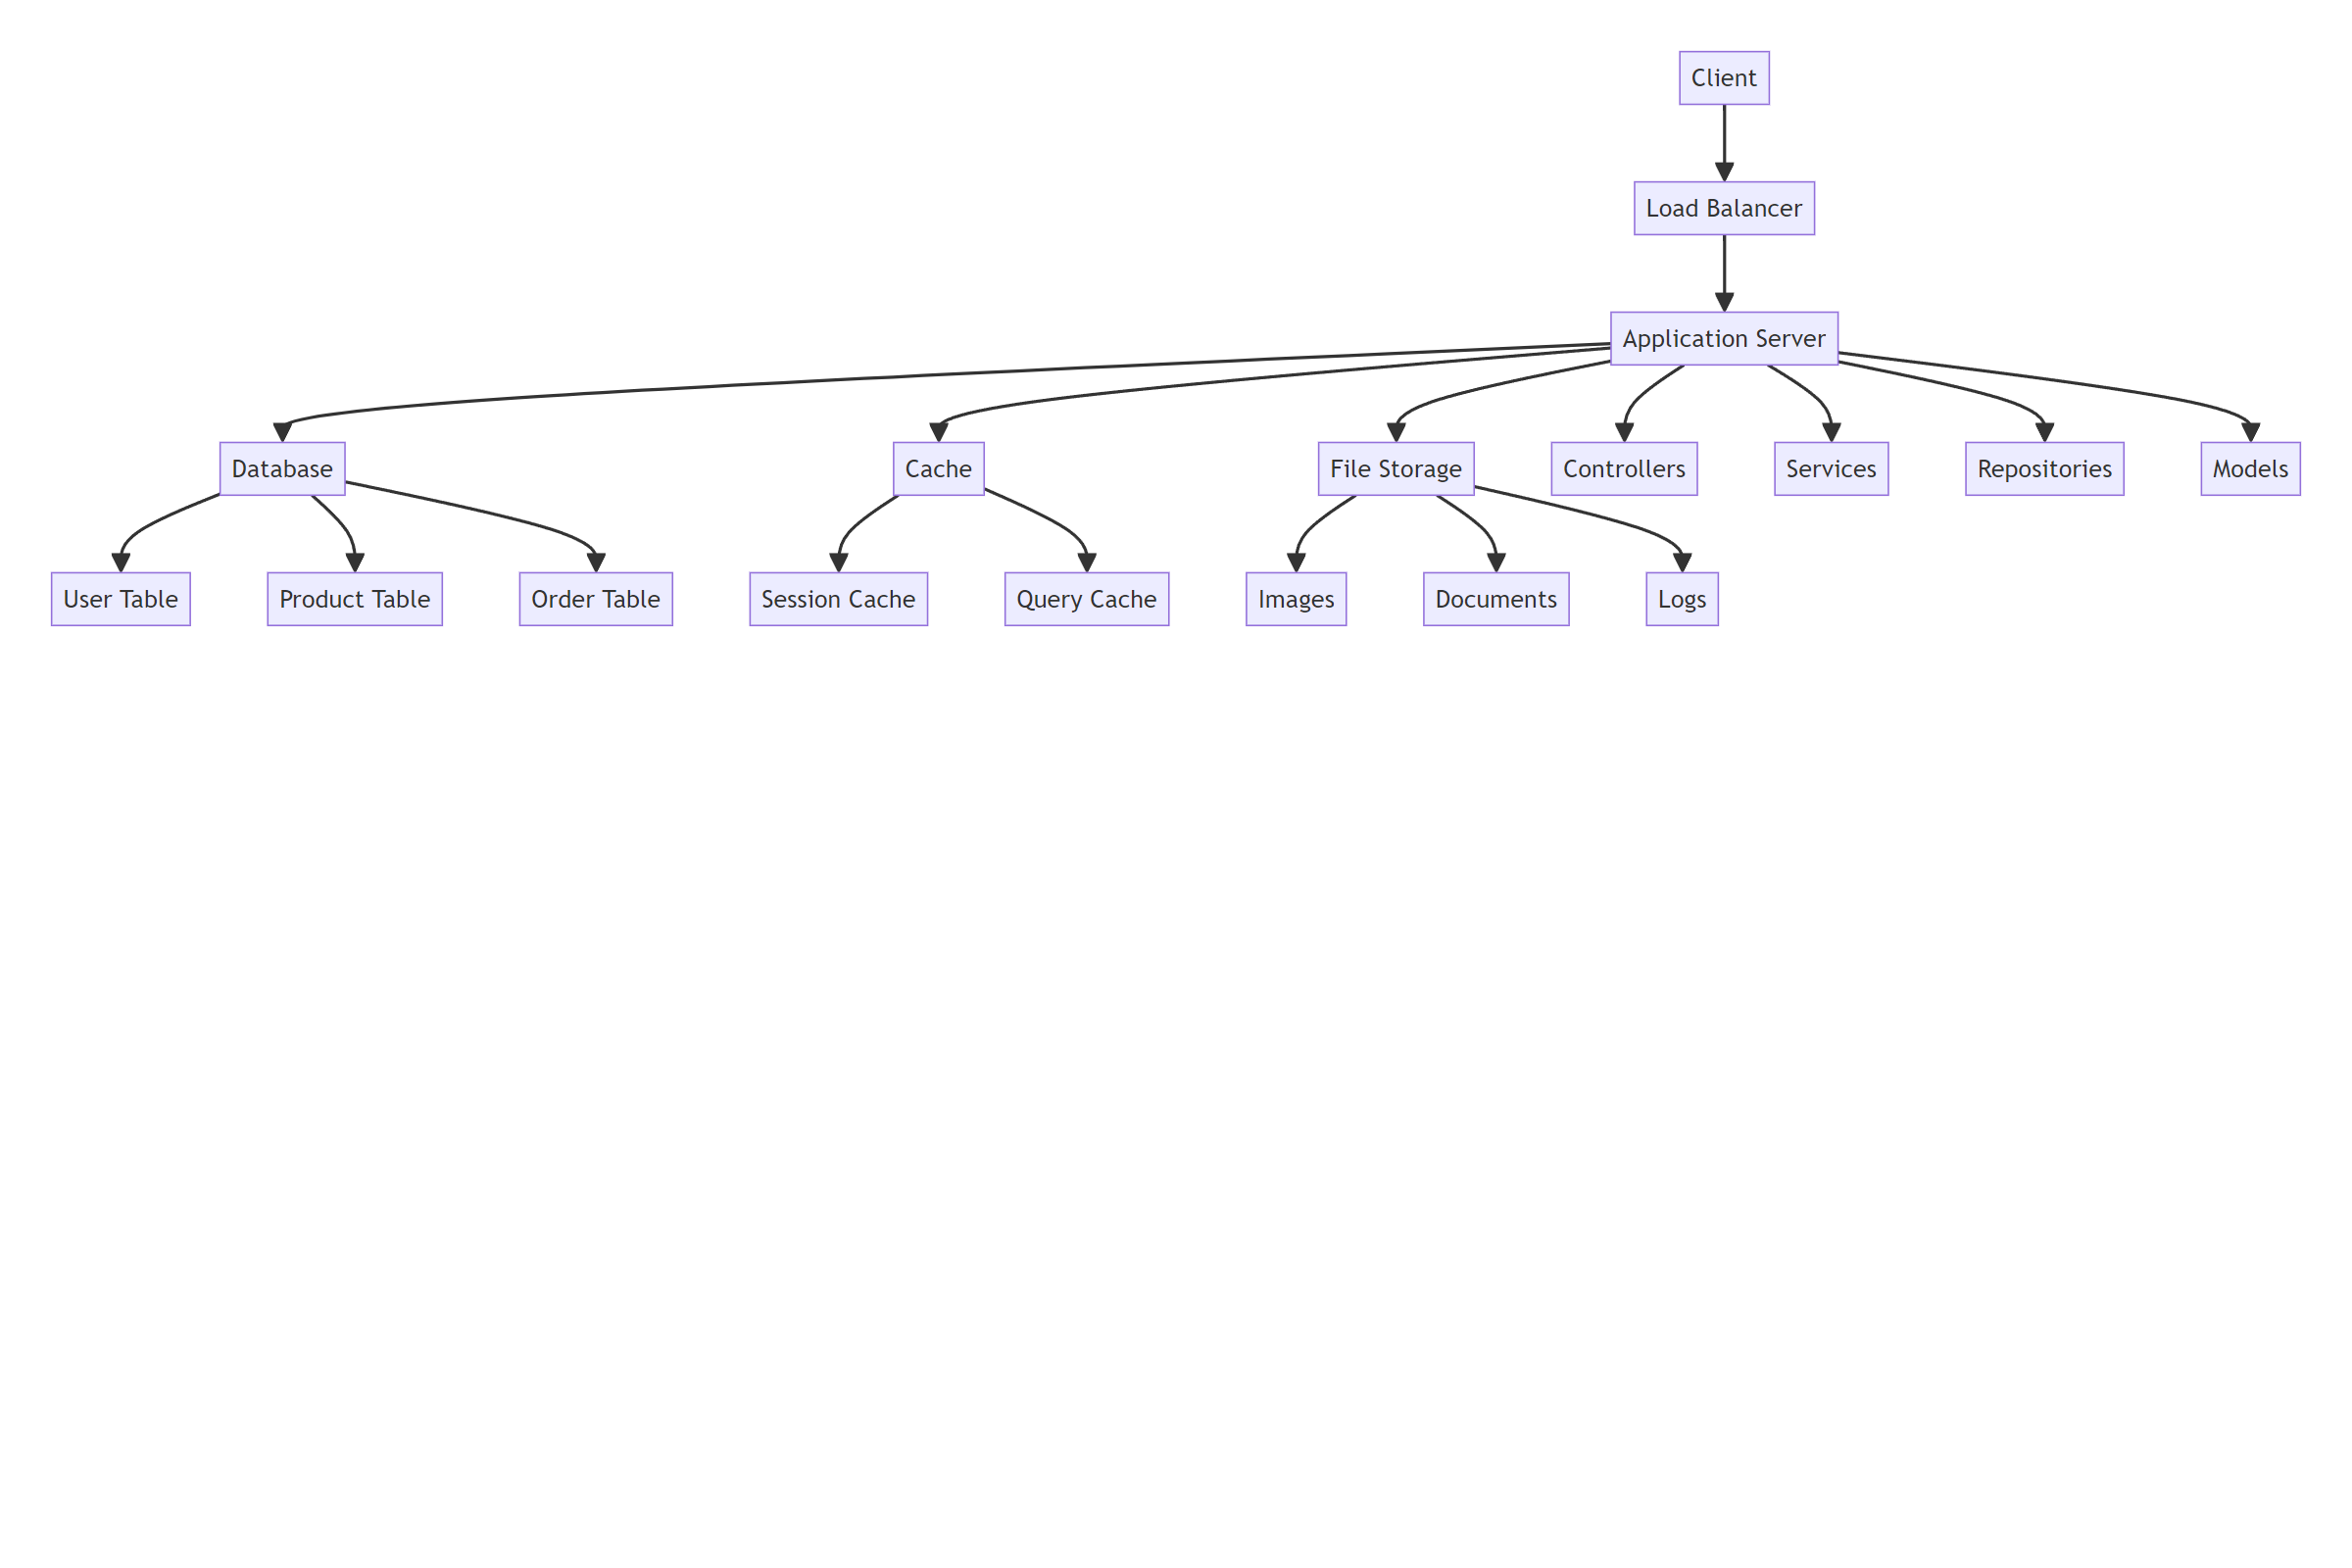 Client
Load Balancer
Application Server
Database
Cache
File Storage
Controllers
Services
Repositories
Models
User Table
Product Table
Order Table
Session Cache
Query Cache
Images
Documents
Logs